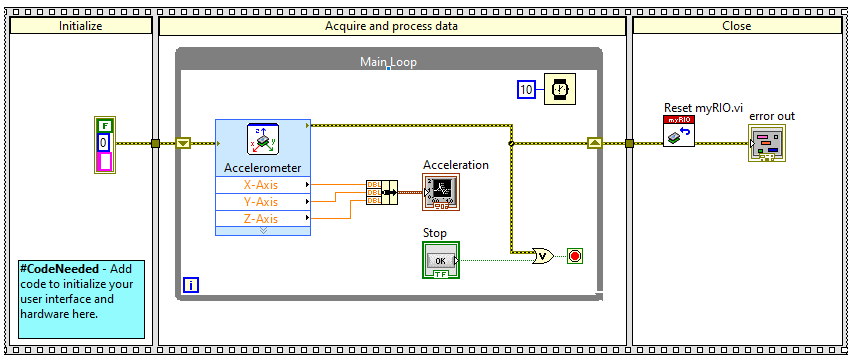 Initialize
Acquire and process data
Close
Main Loop
10
Reset myRIO.vi
myRIO
error out
F
0
Accelerometer
X-Axis
Y-Axis
Z-Axis
DBL
DBL
DBL
Acceleration
Stop
OK
TF
V
i
#CodeNeeded - Add
code to initialize your
user interface and
hardware here.